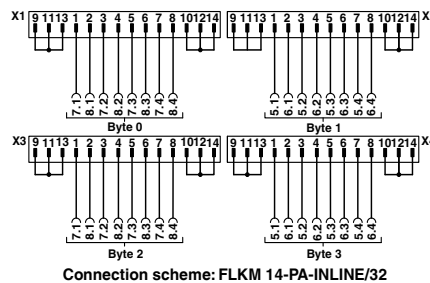 X1 9 11 13 1 2 3 4 5 6 7 8 10 12 14
9 11 13 1 2 3 4 5 6 7 8 10 12 14 X
7.1 8.1 7.2 8.2 7.3 8.3 7.4 8.4
5.1 6.1 5.2 6.2 5.3 6.3 5.4 6.4
Byte 0
Byte 1
X3 9 11 13 1 2 3 4 5 6 7 8 10 12 14
9 11 13 1 2 3 4 5 6 7 8 10 12 14 X
7.1 8.1 7.2 8.2 7.3 8.3 7.4 8.4
5.1 6.1 5.2 6.2 5.3 6.3 5.4 6.4
Byte 2
Byte 3
Connection scheme: FLKM 14-PA-INLINE/32